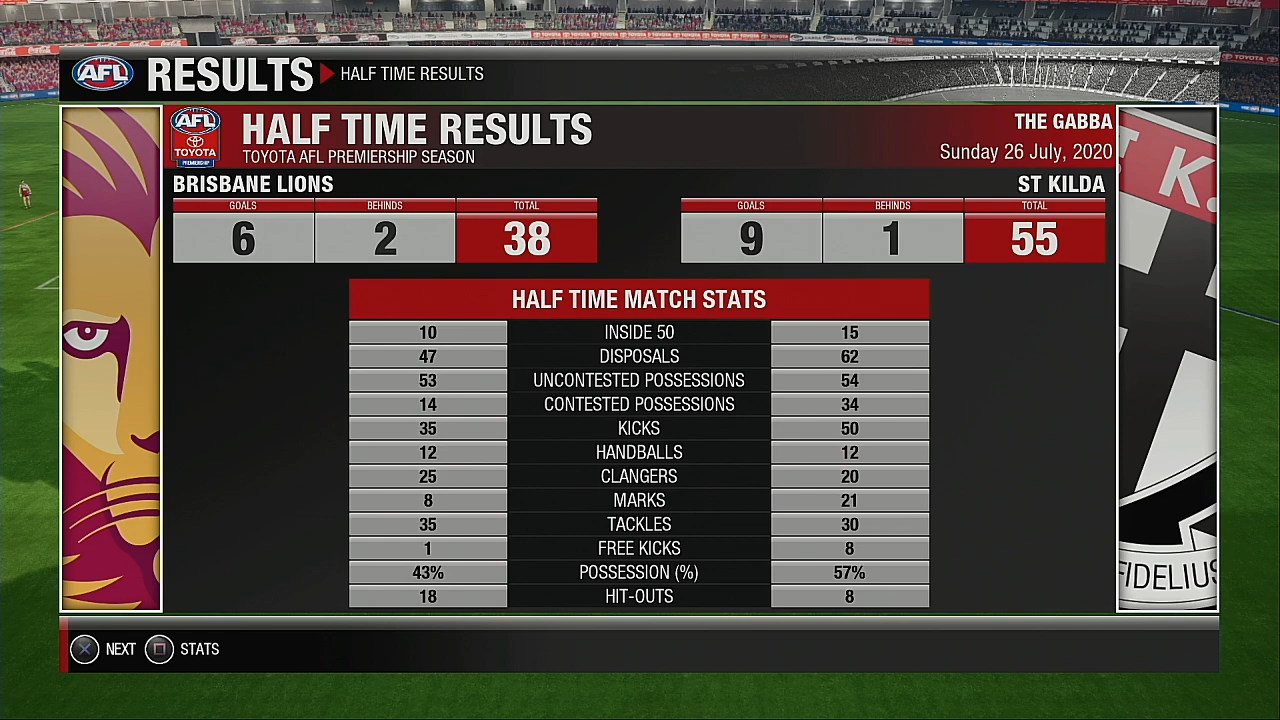 AFL RESULTS HALF TIME RESULTS
AFL TOYOTA PREMIERSHIP
HALF TIME RESULTS
TOYOTA AFL PREMIERSHIP SEASON
THE GABBA
Sunday 26 July, 2020
BRISBANE LIONS
ST KILDA
GOALS BEHINDS TOTAL
6 2 38
GOALS BEHINDS TOTAL
9 1 55
HALF TIME MATCH STATS
10 INSIDE 50 15
47 DISPOSALS 62
53 UNCONTESTED POSSESSIONS 54
14 CONTESTED POSSESSIONS 34
35 KICKS 50
12 HANDBALLS 12
25 CLANGERS 20
8 MARKS 21
35 TACKLES 30
1 FREE KICKS 8
43% POSSESSION (%) 57%
18 HIT-OUTS 8
T K.
FIDELIUS
NEXT STATS